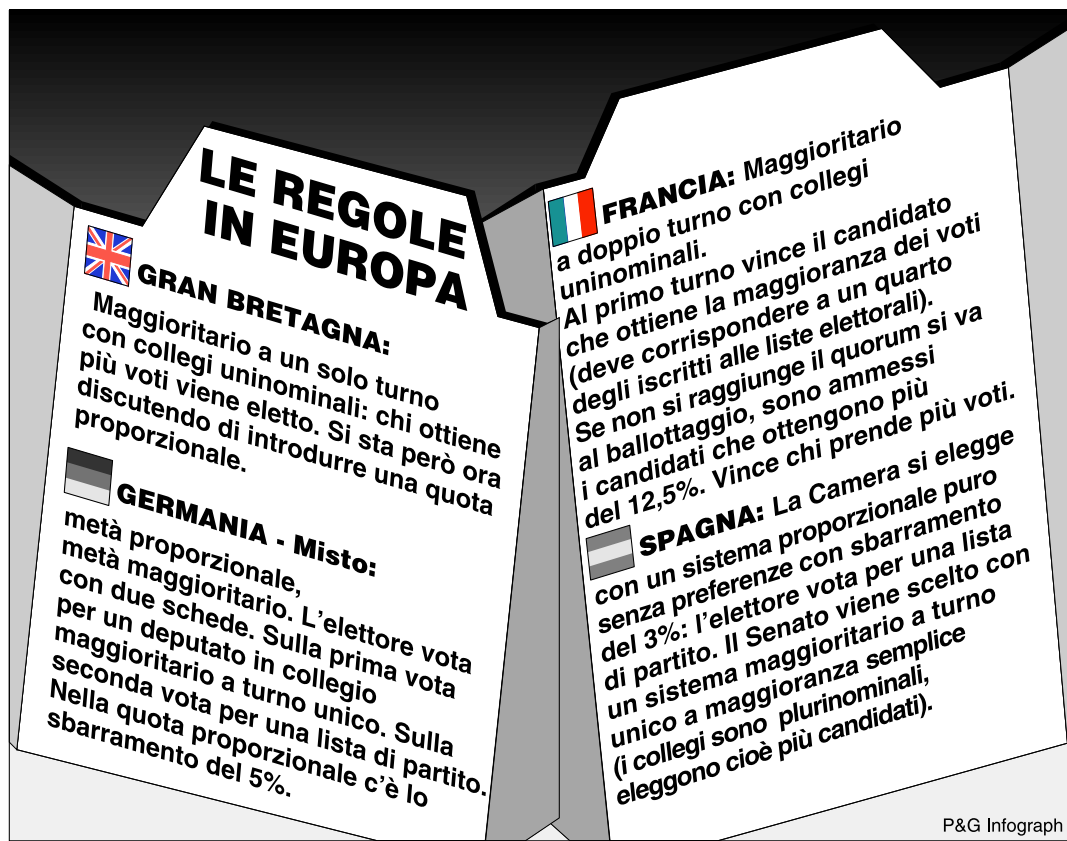 LE REGOLE
IN EUROPA
GRAN BRETAGNA:
Maggioritario a un solo turno
con collegi uninominali: chi ottiene
più voti viene eletto. Si sta però ora
discutendo di introdurre una quota
proporzionale.
GERMANIA - Misto:
metà proporzionale,
metà maggioritario. L'elettore vota
con due schede. Sulla prima vota
per un deputato in collegio
maggioritario a turno unico. Sulla
seconda vota per una lista di partito.
Nella quota proporzionale c'è lo
sbarramento del 5%.
FRANCIA: Maggioritario
a doppio turno con collegi
uninominali.
Al primo turno vince il candidato
che ottiene la maggioranza dei voti
(deve corrispondere a un quarto
degli iscritti alle liste elettorali).
Se non si raggiunge il quorum si va
al ballottaggio, sono ammessi
i candidati che ottengono più
del 12,5%. Vince chi prende più voti.
SPAGNA: La Camera si elegge
con un sistema proporzionale puro
senza preferenze con sbarramento
del 3%: l'elettore vota per una lista
di partito. Il Senato viene scelto con
un sistema maggioritario a turno
unico a maggioranza semplice
(i collegi sono plurinominali,
eleggono cioè più candidati).
P&G Infograph